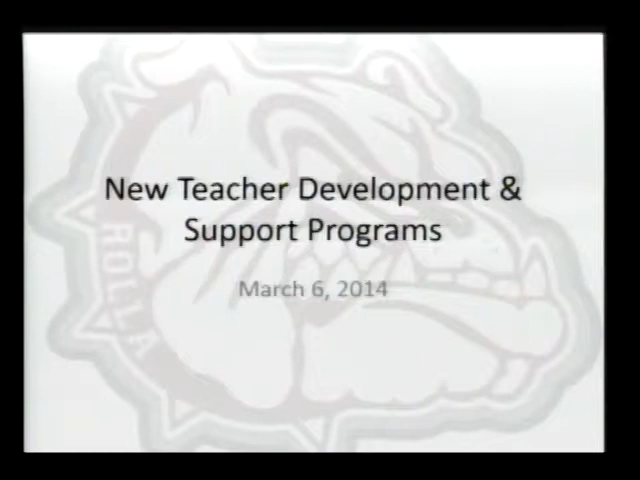 New Teacher Development &
Support Programs
March 6, 2014
ROLLA